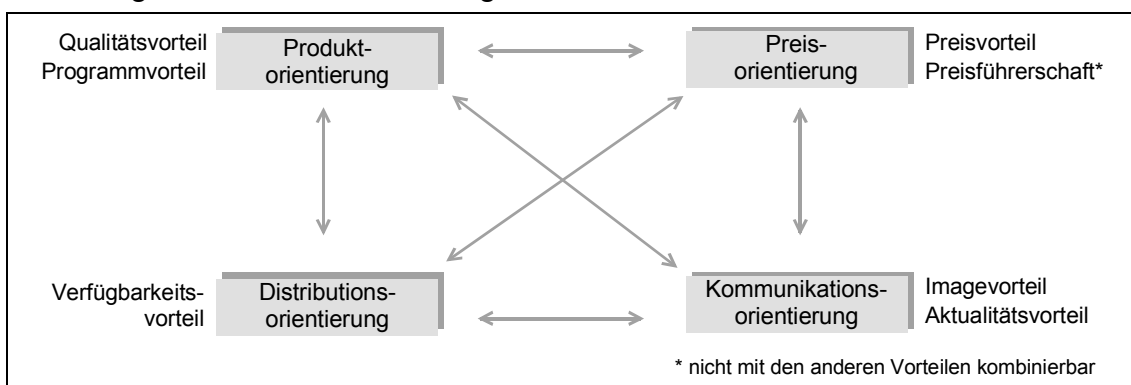 Qualitätsvorteil
Programmvorteil
Produkt-
orientierung
Preis-
orientierung
Preisvorteil
Preisführerschaft*
Verfügbarkeits-
vorteil
Distributions-
orientierung
Kommunikations-
orientierung
Imagevorteil
Aktualitätsvorteil
* nicht mit den anderen Vorteilen kombinierbar